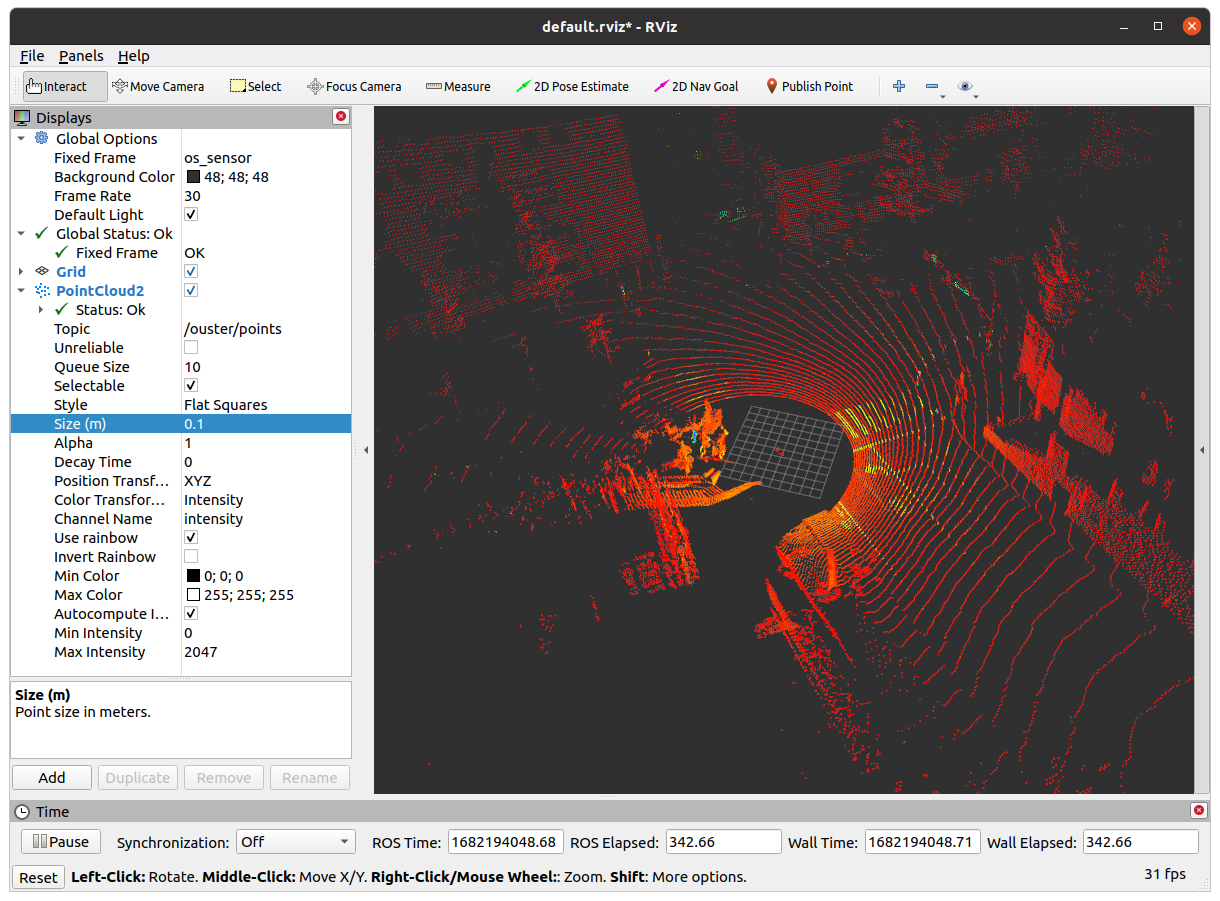 default.rviz* - RViz
File Panels Help
Interact Move Camera Select Focus Camera Measure 2D Pose Estimate 2D Nav Goal Publish Point
Displays
Global Options
Fixed Frame os_sensor
Background Color 48; 48; 48
Frame Rate 30
Default Light
Global Status: Ok
Fixed Frame OK
Grid
PointCloud2
Status: Ok
Topic /ouster/points
Unreliable
Queue Size 10
Selectable
Style Flat Squares
Size (m) 0.1
Alpha 1
Decay Time 0
Position Transf... XYZ
Color Transfor... Intensity
Channel Name intensity
Use rainbow
Invert Rainbow
Min Color 0; 0; 0
Max Color 255; 255; 255
Autocompute I...
Min Intensity 0
Max Intensity 2047
Size (m)
Point size in meters.
Add Duplicate Remove Rename
Time
Pause Synchronization: Off ROS Time: 1682194048.68 ROS Elapsed: 342.66 Wall Time: 1682194048.71 Wall Elapsed: 342.66
Reset Left-Click: Rotate. Middle-Click: Move X/Y. Right-Click/Mouse Wheel:: Zoom. Shift: More options. 31 fps